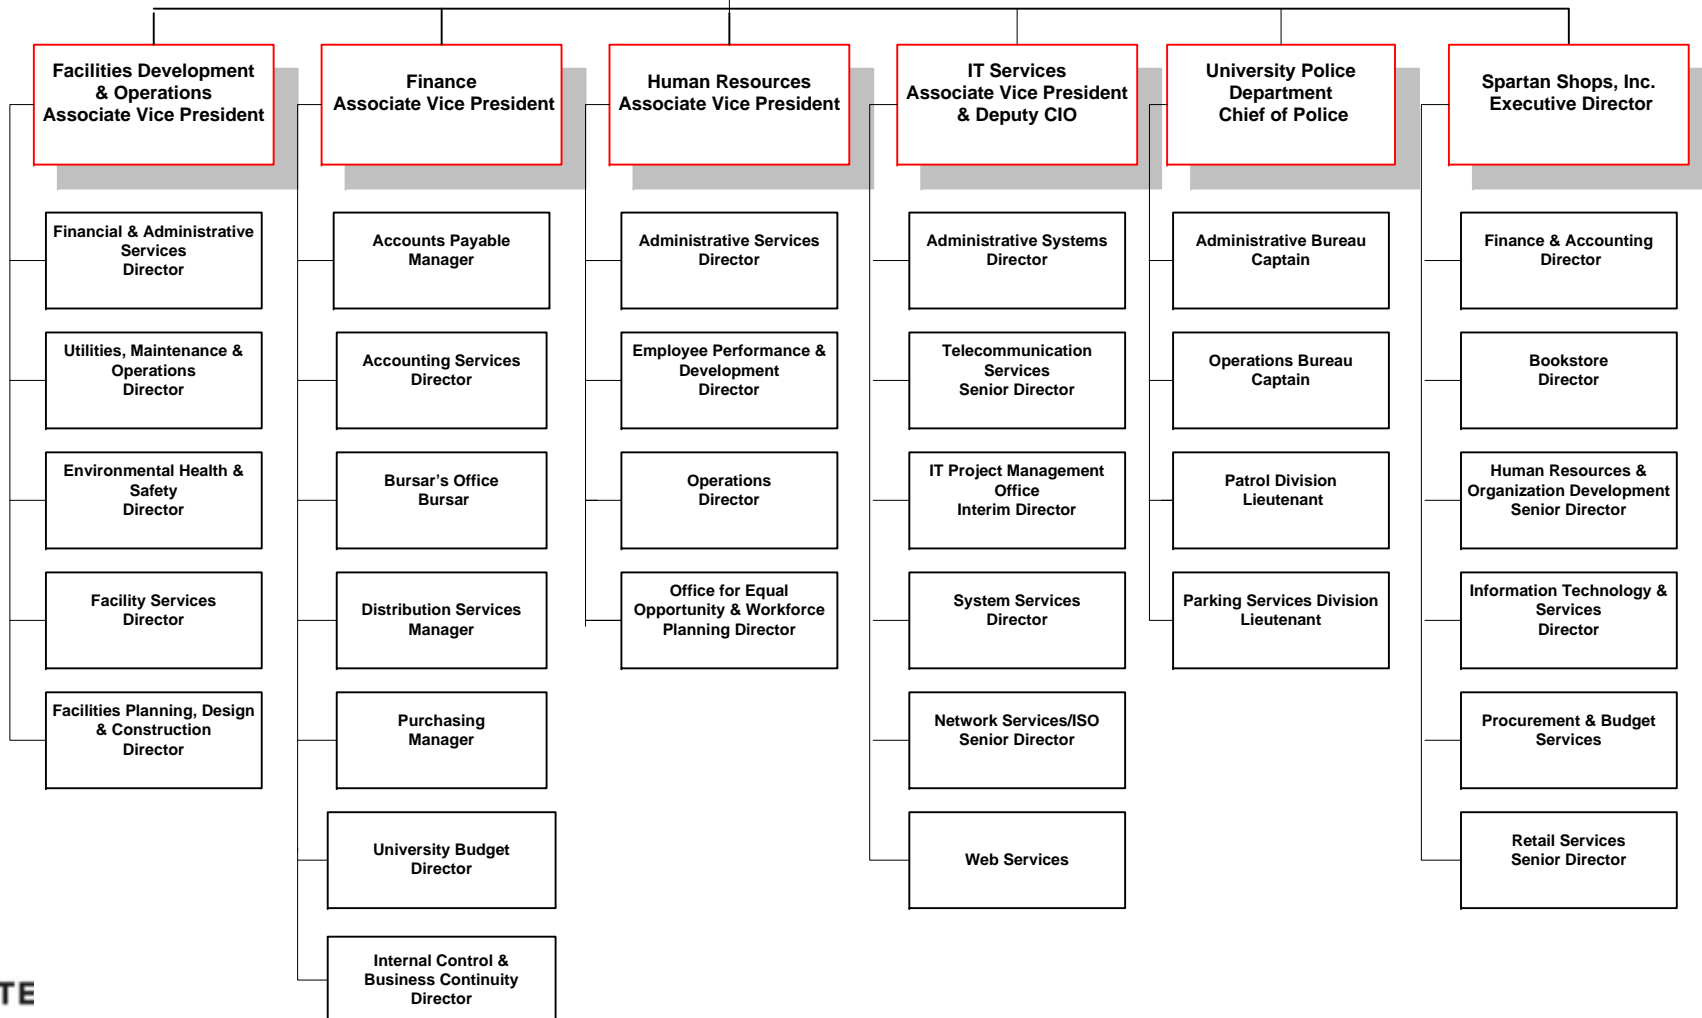 Facilities Development
& Operations
Associate Vice President
Finance
Associate Vice President
Human Resources
Associate Vice President
IT Services
Associate Vice President
& Deputy CIO
University Police
Department
Chief of Police
Spartan Shops, Inc.
Executive Director
Financial & Administrative
Services
Director
Accounts Payable
Manager
Administrative Services
Director
Administrative Systems
Director
Administrative Bureau
Captain
Finance & Accounting
Director
Utilities, Maintenance &
Operations
Director
Accounting Services
Director
Employee Performance &
Development
Director
Telecommunication
Services
Senior Director
Operations Bureau
Captain
Bookstore
Director
Environmental Health &
Safety
Director
Bursar’s Office
Bursar
Operations
Director
IT Project Management
Office
Interim Director
Patrol Division
Lieutenant
Human Resources &
Organization Development
Senior Director
Facility Services
Director
Distribution Services
Manager
Office for Equal
Opportunity & Workforce
Planning Director
System Services
Director
Parking Services Division
Lieutenant
Information Technology &
Services
Director
Facilities Planning, Design
& Construction
Director
Purchasing
Manager
Network Services/ISO
Senior Director
Procurement & Budget
Services
University Budget
Director
Web Services
Retail Services
Senior Director
Internal Control &
Business Continuity
Director
TE